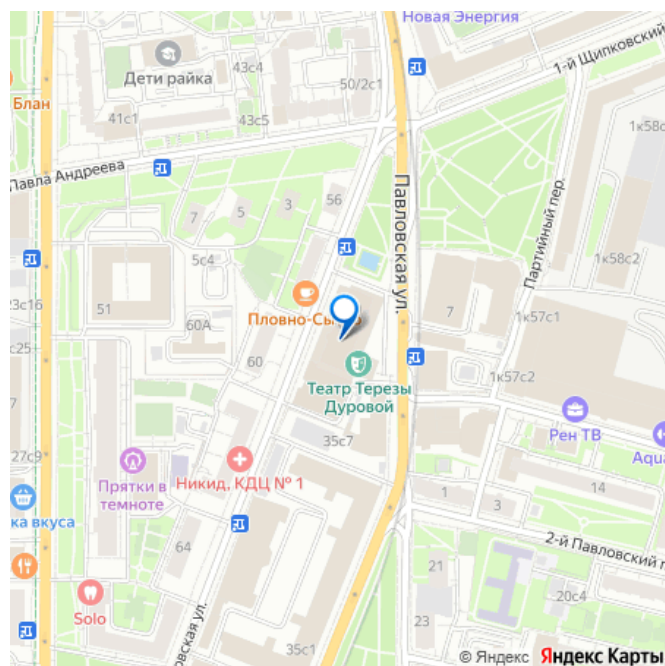 Новая Энергия
1-й Щипковский
Дети райка
43с4
50/2с1
Блан
41с1
43с5
1к58с1
Павла Андреева
Павловская ул.
Партийный пер.
7
5
3
56
1к58с2
5с4
23с16
51
60А
Пловно-Сы
7
1к57с1
с25
60
1к57с2
Театр Терезы
Дуровой
Рен ТВ
27с9
35с7
Aqua
Никид, КДЦ № 1
Прятки в
темноте
14
1
3
ка вкуса
2-й Павловский п
64
21
20с4
Solo
23
овская ул.
35с1
© Яндекс Яндекс Карты